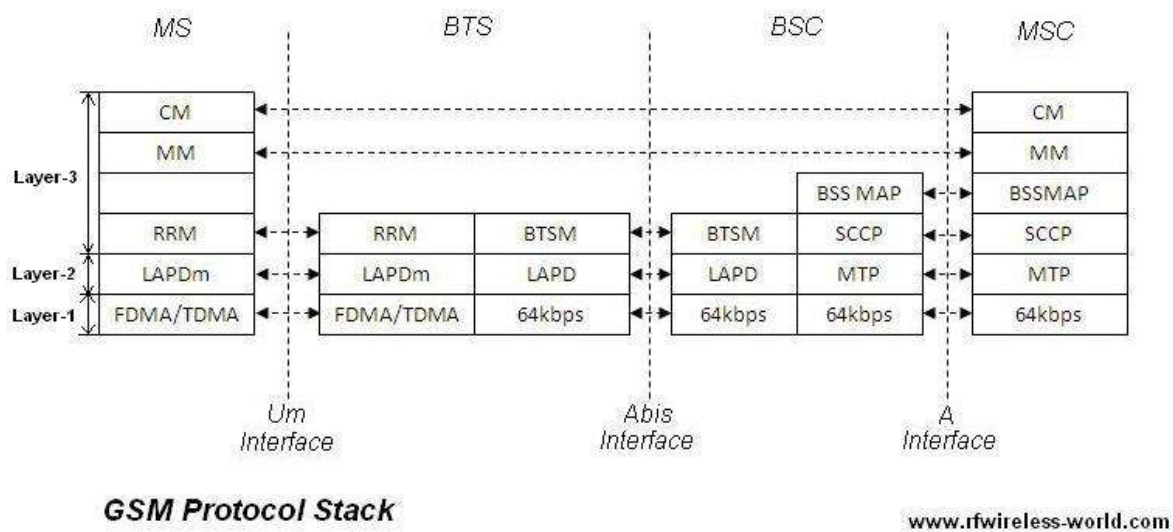 MS BTS BSC MSC
CM CM
MM MM
Layer-3
BSS MAP BSSMAP
RRM RRM BTSM BTSM SCCP SCCP
Layer-2 LAPDm LAPDm LAPD LAPD MTP MTP
Layer-1 FDMA/TDMA FDMA/TDMA 64kbps 64kbps 64kbps 64kbps
Um
Interface
Abis
Interface
A
Interface
GSM Protocol Stack
www.rfwireless-world.com